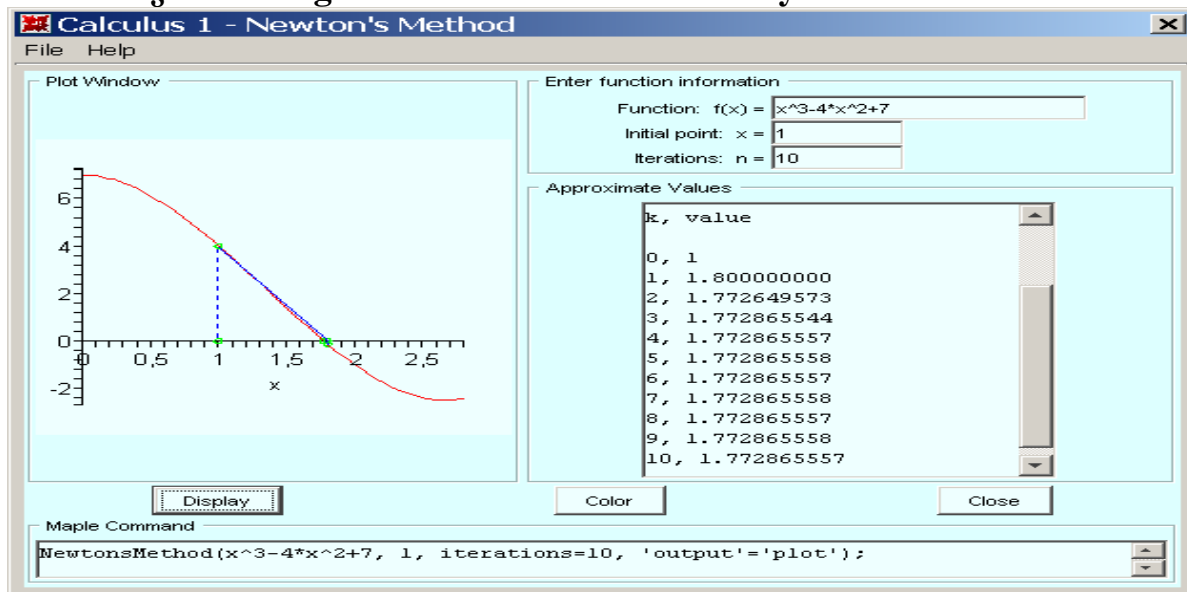 Calculus 1 - Newton's Method
File Help
Plot Window
6
4
2
0
-2
0 0,5 1 1,5 2 2,5
x
Enter function information
Function: f(x) = x^3-4*x^2+7
Initial point: x = 1
Iterations: n = 10
Approximate Values
k, value
0, 1
1, 1.800000000
2, 1.772649573
3, 1.772865544
4, 1.772865557
5, 1.772865558
6, 1.772865557
7, 1.772865558
8, 1.772865557
9, 1.772865558
10, 1.772865557
Display
Color
Close
Maple Command
NewtonsMethod(x^3-4*x^2+7, 1, iterations=10, 'output'='plot');